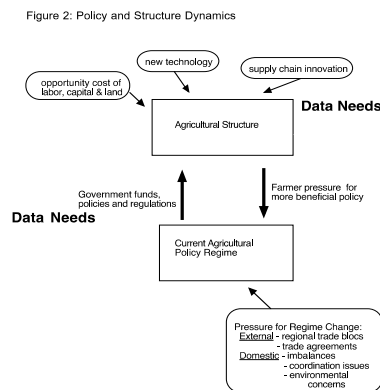 Figure 2: Policy and Structure Dynamics
new technology
supply chain innovation
opportunity cost of
labor, capital & land
Data Needs
Agricultural Structure
Government funds,
policies and regulations
Farmer pressure for
more beneficial policy
Data Needs
Current Agricultural
Policy Regime
Pressure for Regime Change:
External - regional trade blocs
- trade agreements
Domestic - imbalances
- coordination issues
- environmental
concerns